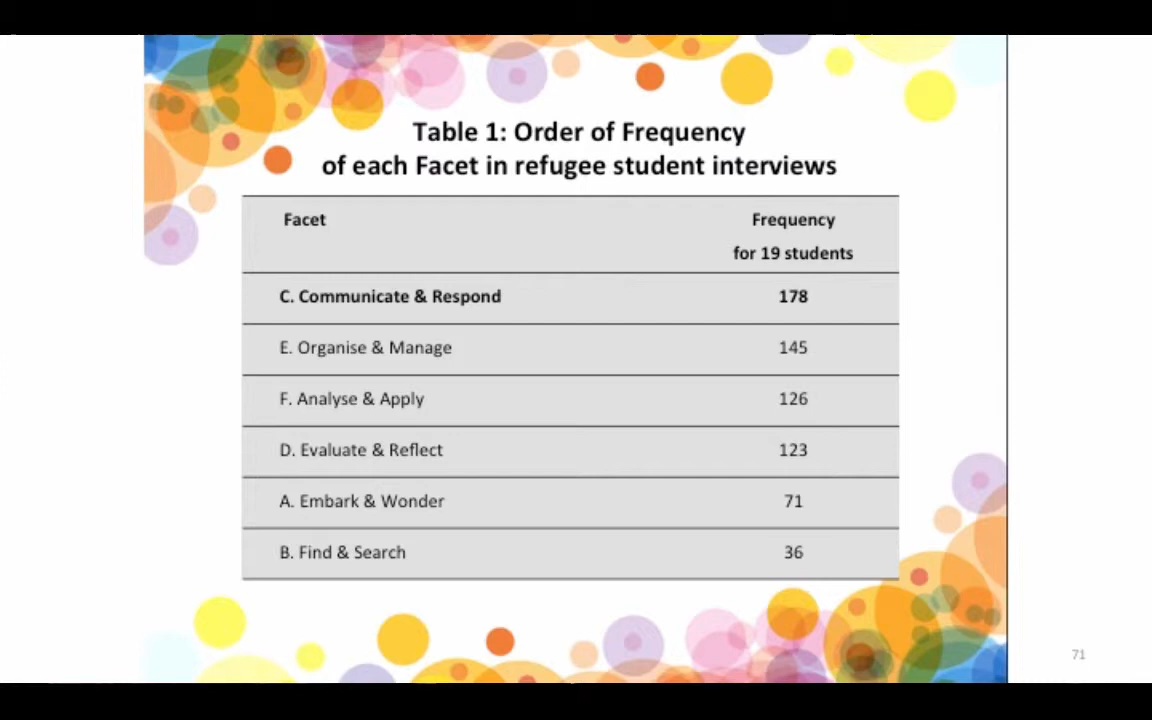 Table 1: Order of Frequency
of each Facet in refugee student interviews
Facet Frequency
for 19 students
C. Communicate & Respond 178
E. Organise & Manage 145
F. Analyse & Apply 126
D. Evaluate & Reflect 123
A. Embark & Wonder 71
B. Find & Search 36
71